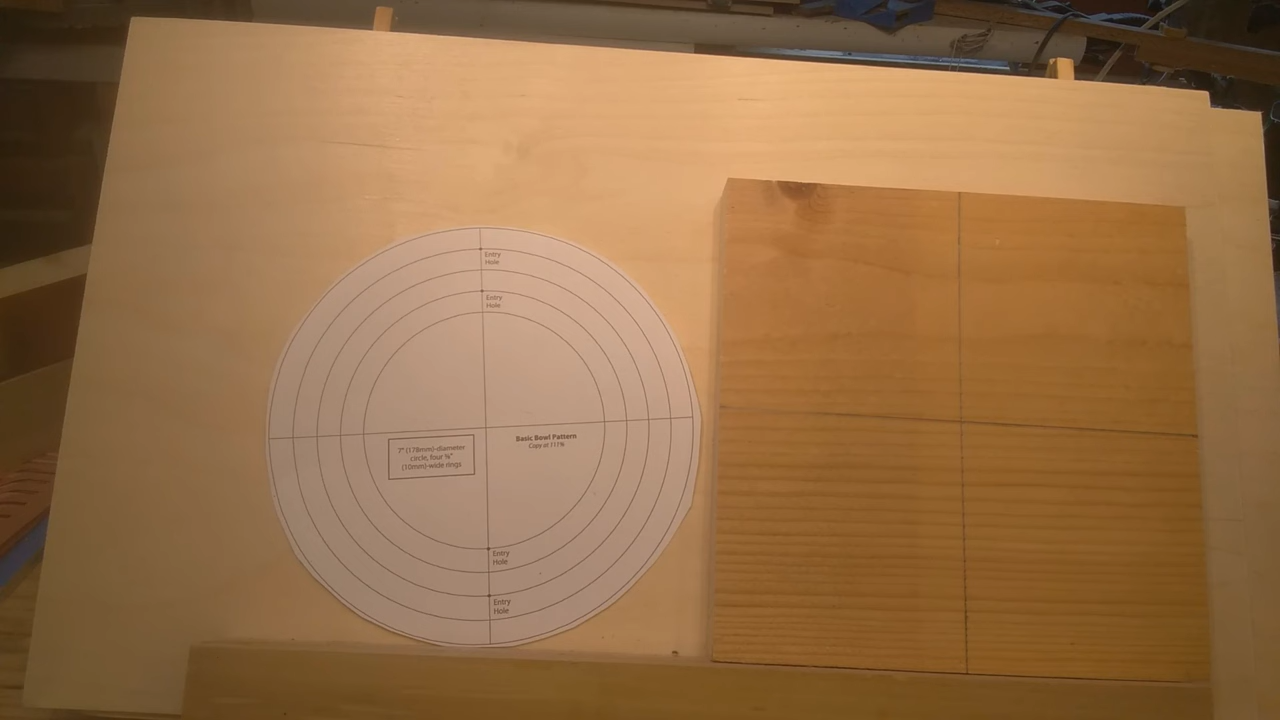 Entry
Hole
Entry
Hole
Basic Bowl Pattern
Copy at 111%
7" (178mm)-diameter
circle, four ⅜"
(10mm)-wide rings
Entry
Hole
Entry
Hole